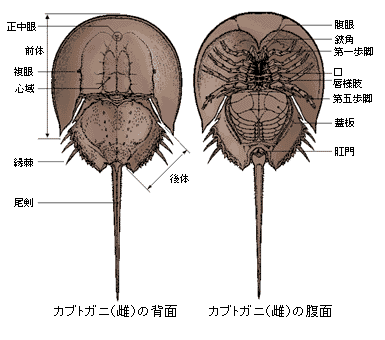 正中眼
前体
複眼
心域
縁棘
後体
尾剣
カブトガニ(雌)の背面
腹眼
鋏角
第一歩脚
口
唇様肢
第五歩脚
蓋板
肛門
カブトガニ(雌)の腹面